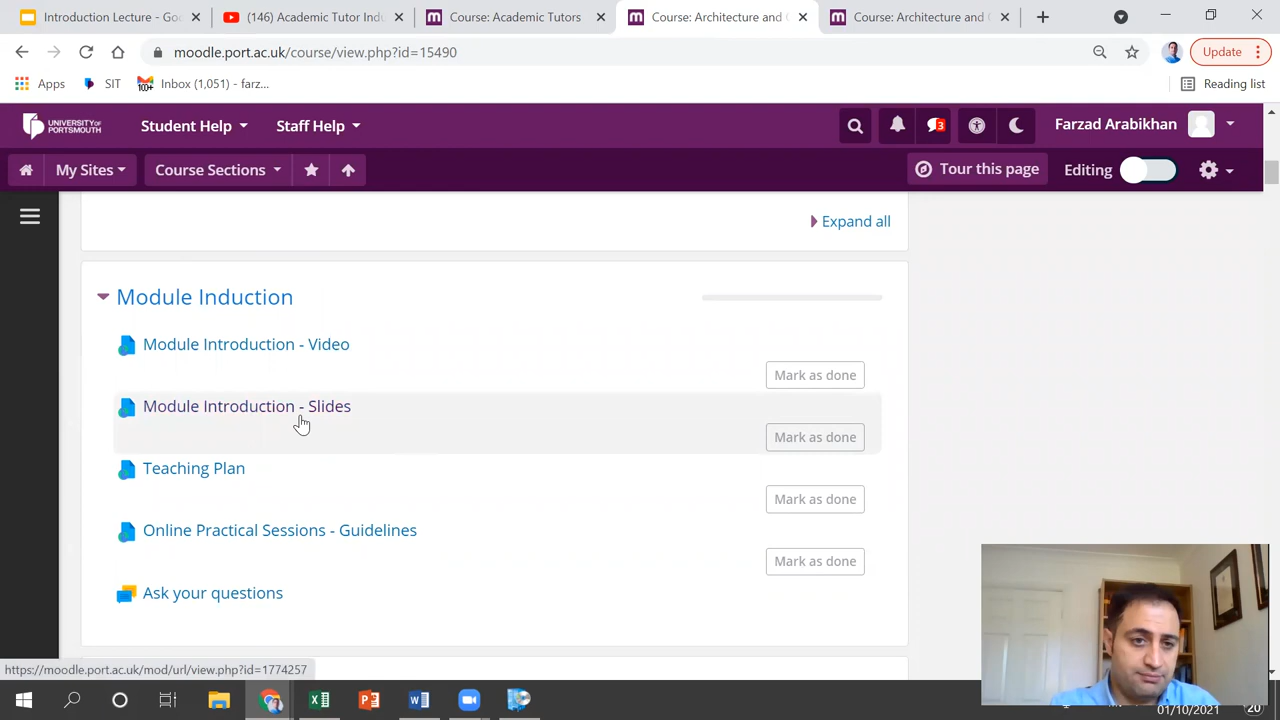 Introduction Lecture - Goo
(146) Academic Tutor Indu
Course: Academic Tutors
Course: Architecture and
Course: Architecture and
moodle.port.ac.uk/course/view.php?id=15490
Update
Apps
SIT
100+
Inbox (1,051) - farz...
Reading list
UNIVERSITY OF PORTSMOUTH
Student Help
Staff Help
3
Farzad Arabikhan
My Sites
Course Sections
Tour this page
Editing
Expand all
Module Induction
Module Introduction - Video
Mark as done
Module Introduction - Slides
Mark as done
Teaching Plan
Mark as done
Online Practical Sessions - Guidelines
Mark as done
Ask your questions
https://moodle.port.ac.uk/mod/url/view.php?id=1774257
01/10/2021
20